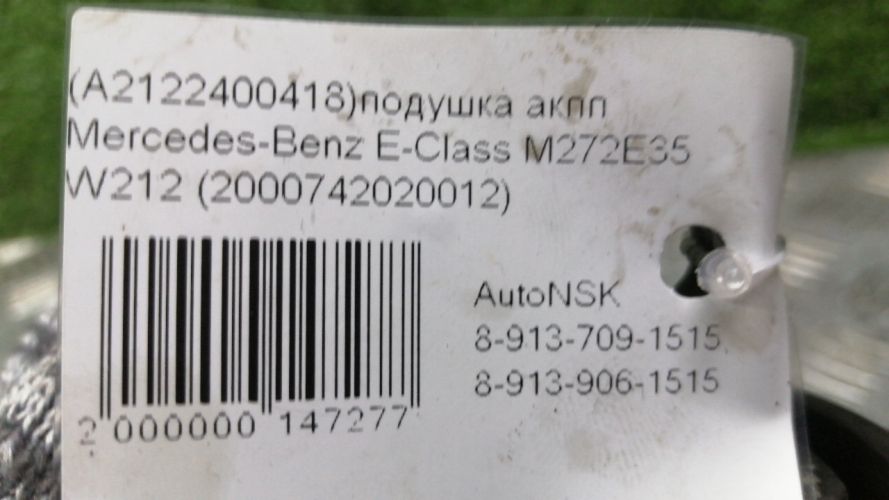 (A2122400418)подушка акпп
Mercedes-Benz E-Class M272E35
W212 (2000742020012)
AutoNSK
8-913-709-1515,
8-913-906-1515
2 000000 147277